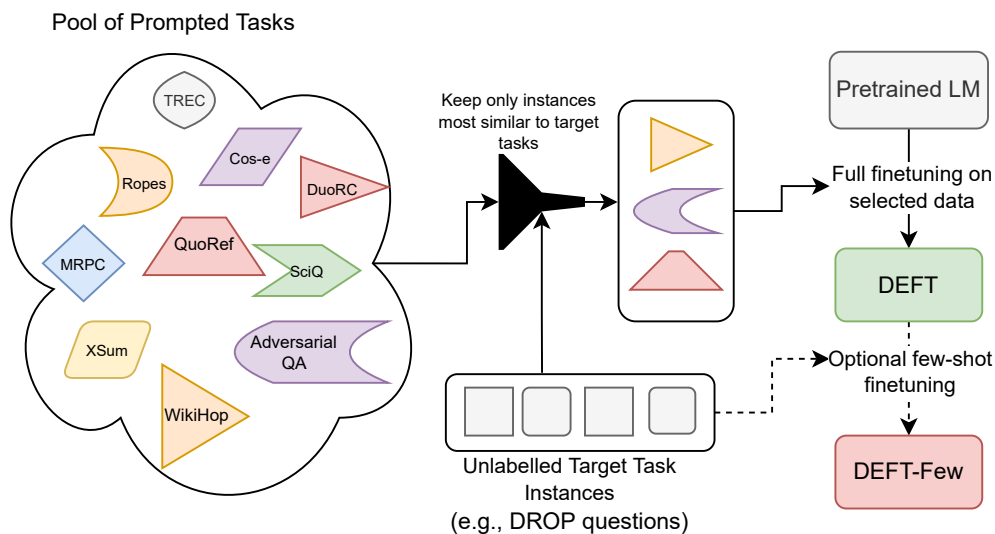 Pool of Prompted Tasks
TREC
Cos-e
Ropes
DuoRC
QuoRef
MRPC
SciQ
XSum
Adversarial
QA
WikiHop
Keep only instances
most similar to target
tasks
Unlabelled Target Task
Instances
(e.g., DROP questions)
Pretrained LM
Full finetuning on
selected data
DEFT
Optional few-shot
finetuning
DEFT-Few